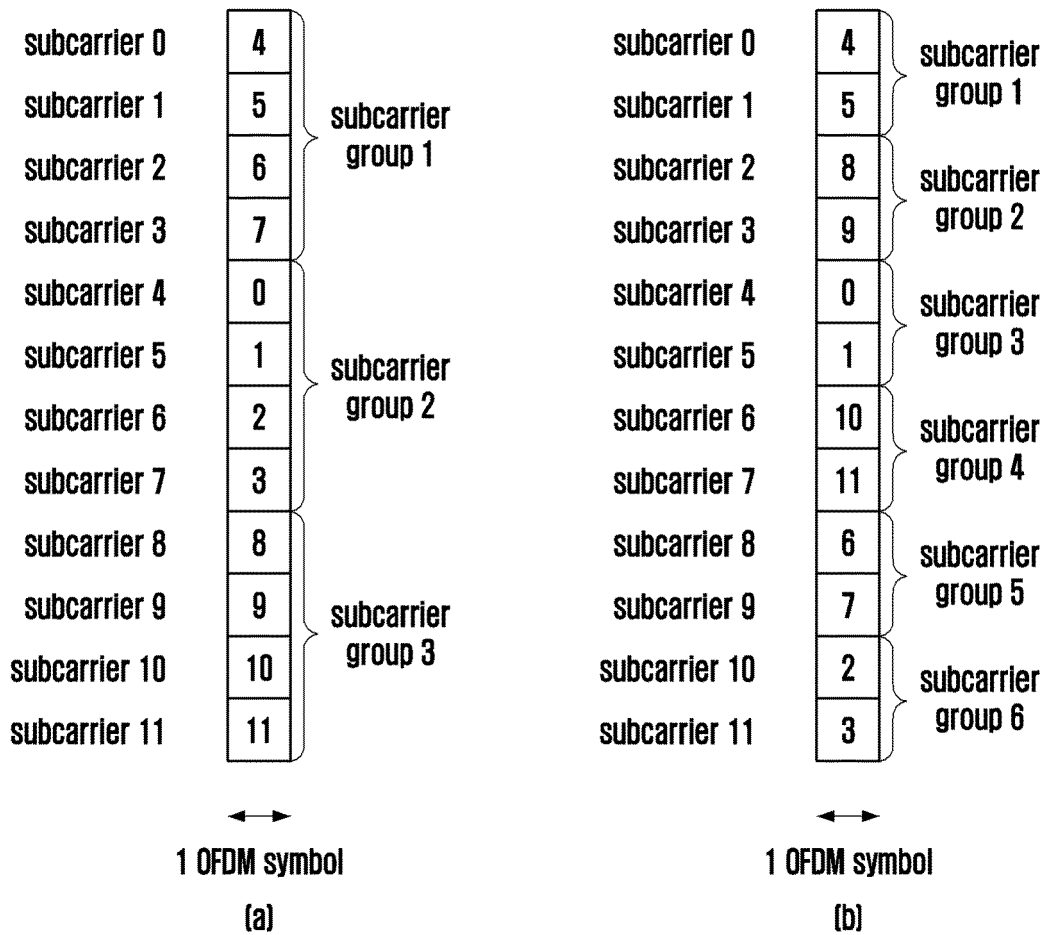 subcarrier 0
4
subcarrier 1
5
subcarrier 2
6
subcarrier 3
7
subcarrier
group 1
subcarrier 4
0
subcarrier 5
1
subcarrier 6
2
subcarrier 7
3
subcarrier
group 2
subcarrier 8
8
subcarrier 9
9
subcarrier 10
10
subcarrier 11
11
subcarrier
group 3
1 OFDM symbol
(a)
subcarrier 0
4
subcarrier 1
5
subcarrier
group 1
subcarrier 2
8
subcarrier 3
9
subcarrier
group 2
subcarrier 4
0
subcarrier 5
1
subcarrier
group 3
subcarrier 6
10
subcarrier 7
11
subcarrier
group 4
subcarrier 8
6
subcarrier 9
7
subcarrier
group 5
subcarrier 10
2
subcarrier 11
3
subcarrier
group 6
1 OFDM symbol
(b)